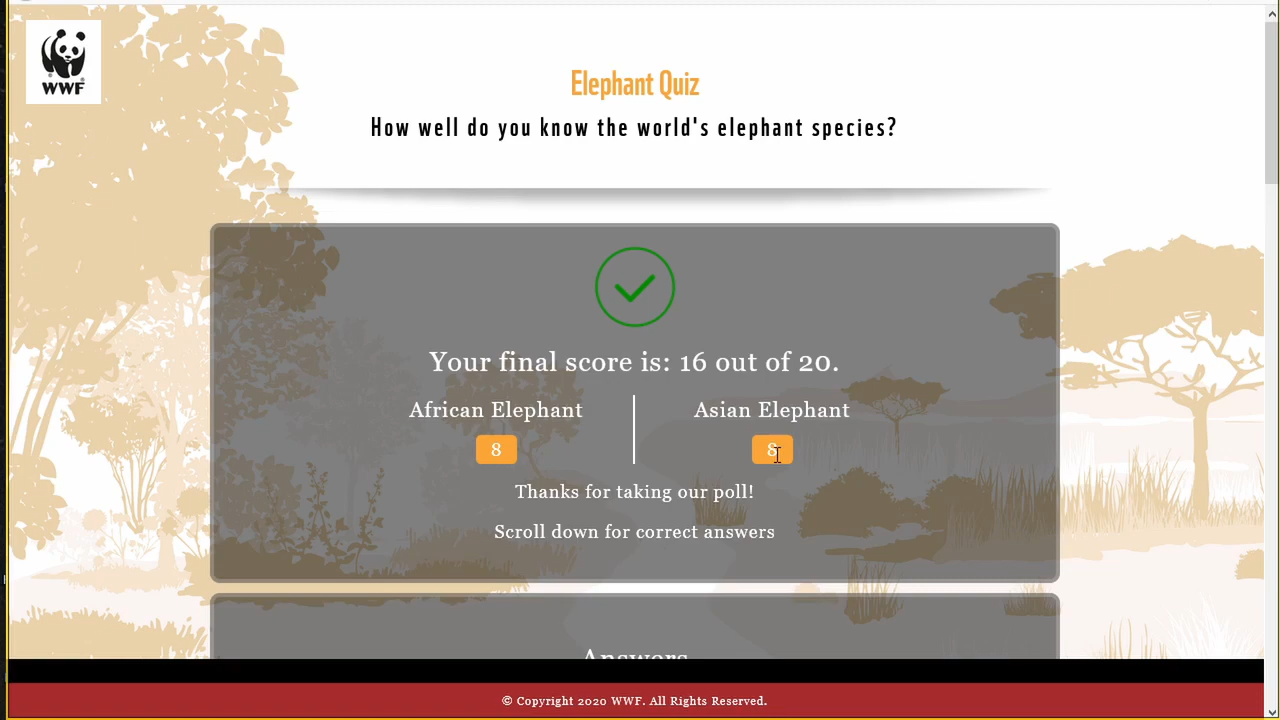 WWF
Elephant Quiz
How well do you know the world's elephant species?
Your final score is: 16 out of 20.
African Elephant
Asian Elephant
8
8
Thanks for taking our poll!
Scroll down for correct answers
Answers
© Copyright 2020 WWF. All Rights Reserved.